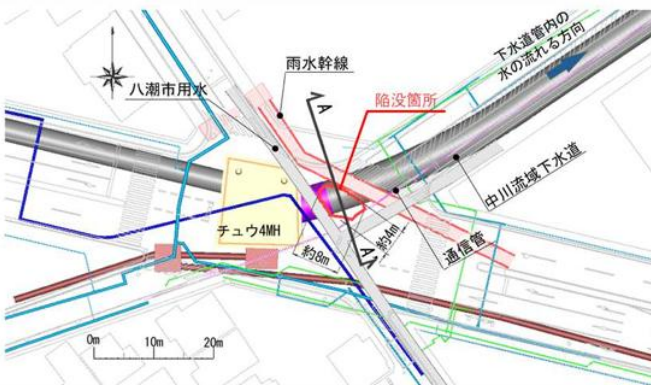 下水道管内の
水の流れる方向
雨水幹線
八潮市用水
A
陥没箇所
中川流域下水道
チュウ4MH
約4m
通信管
約8m
A
0m 10m 20m